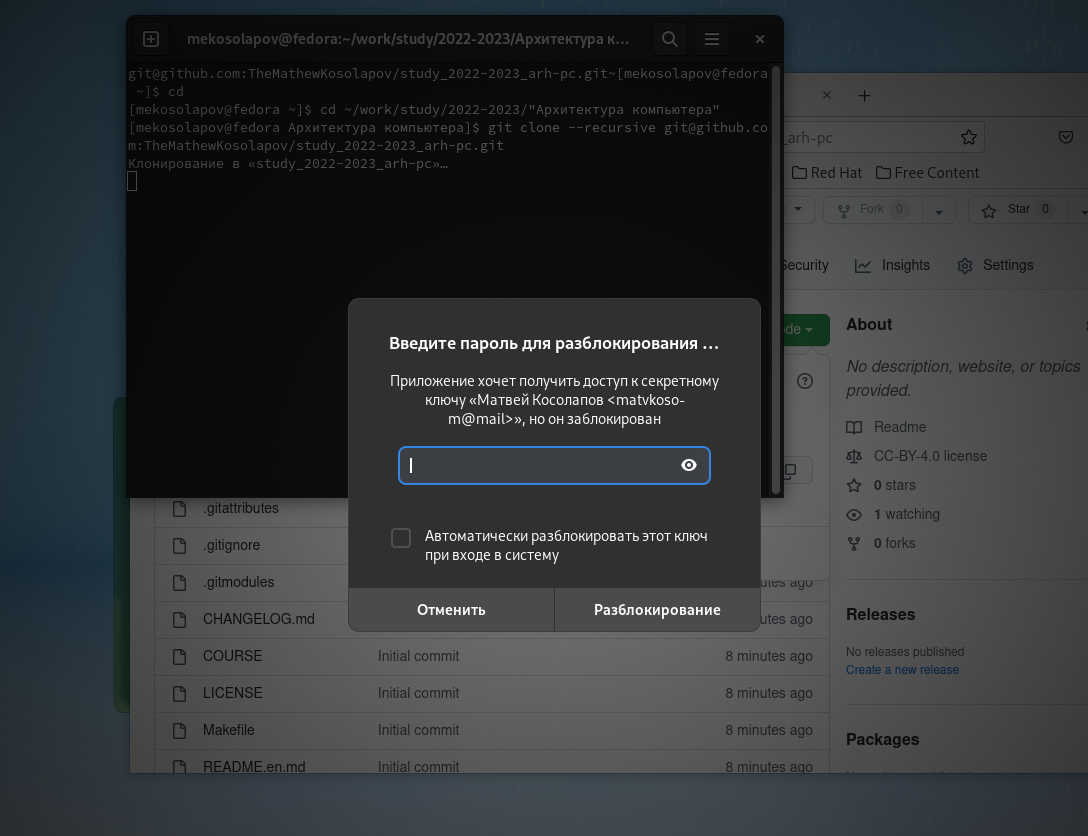 mekosolapov@fedora:~/work/study/2022-2023/Архитектура к…
git@github.com:TheMathewKosolapov/study_2022-2023_arh-pc.git~[mekosolapov@fedora
~]$ cd
[mekosolapov@fedora ~]$ cd ~/work/study/2022-2023/"Архитектура компьютера"
[mekosolapov@fedora Архитектура компьютера]$ git clone --recursive git@github.co
m:TheMathewKosolapov/study_2022-2023_arh-pc.git
Клонирование в «study_2022-2023_arh-pc»…
_arh-pc
Red Hat Free Content
Fork 0 Star 0
Security Insights Settings
Введите пароль для разблокирования …
Приложение хочет получить доступ к секретному
ключу «Матвей Косолапов <matvkoso-
m@mail>», но он заблокирован
Автоматически разблокировать этот ключ
при входе в систему
Отменить Разблокирование
de
About
No description, website, or topics
provided.
Readme
CC-BY-4.0 license
0 stars
1 watching
0 forks
Releases
No releases published
Create a new release
Packages
.gitattributes
.gitignore
.gitmodules utes ago
CHANGELOG.md utes ago
COURSE Initial commit 8 minutes ago
LICENSE Initial commit 8 minutes ago
Makefile Initial commit 8 minutes ago
README.en.md Initial commit 8 minutes ago